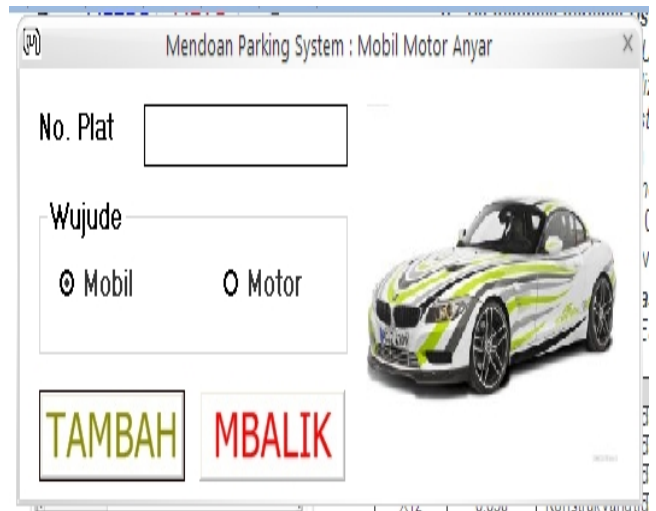 Mendoan Parking System : Mobil Motor Anyar
No. Plat
Wujude
Mobil
Motor
TAMBAH
MBALIK